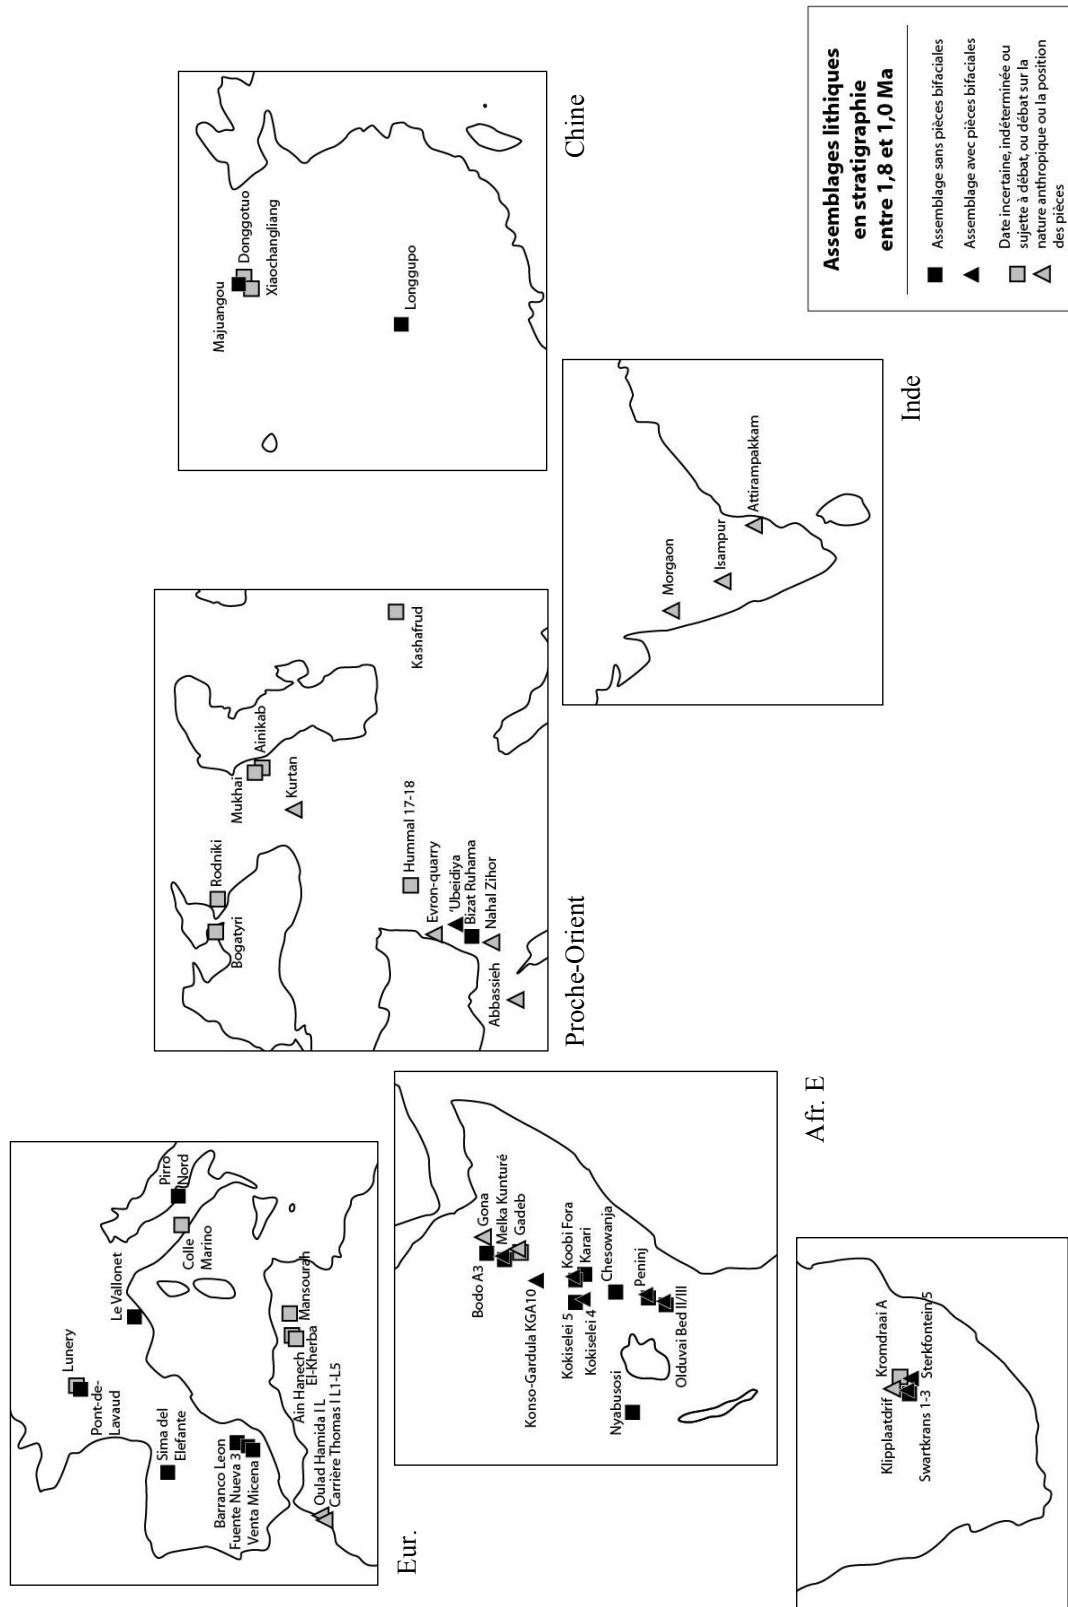 Lunery
Pont-de-
Lavaud
Le Vallonet
Sima del
Elefante
Pirro
Nord
Colle
Marino
Barranco Leon
Fuente Nueva 3
Venta Micena
Ain Hanech
El-Kherba
Mansourah
Oulad Hamida I L
Carrière Thomas I L1-L5
Eur.
Bogatyri
Rodniki
Mukhai
Ainikab
Kurtan
Hummal 17-18
Kashafrud
Evron-quarry
'Ubeidiya
Bizat Ruhama
Nahal Zihor
Abbassieh
Proche-Orient
Majuangou
Donggotuo
Xiaochangliang
Longgupo
Chine
Bodo A3
Gona
Melka Kunturé
Gadeb
Konso-Gardula KGA10
Kokiselei 5
Kokiselei 4
Koobi Fora
Karari
Chesowanja
Nyabusosi
Peninj
Olduvai Bed II/III
Afr. E
Morgaon
Isampur
Attirampakkam
Inde
Klipplaatdrif
Kromdraai A
Swartkrans 1-3
Sterkfontein 5
Assemblages lithiques
en stratigraphie
entre 1,8 et 1,0 Ma
Assemblage sans pièces bifaciales
Assemblage avec pièces bifaciales
Date incertaine, indéterminée ou
sujette à débat, ou débat sur la
nature anthropique ou la position
des pièces